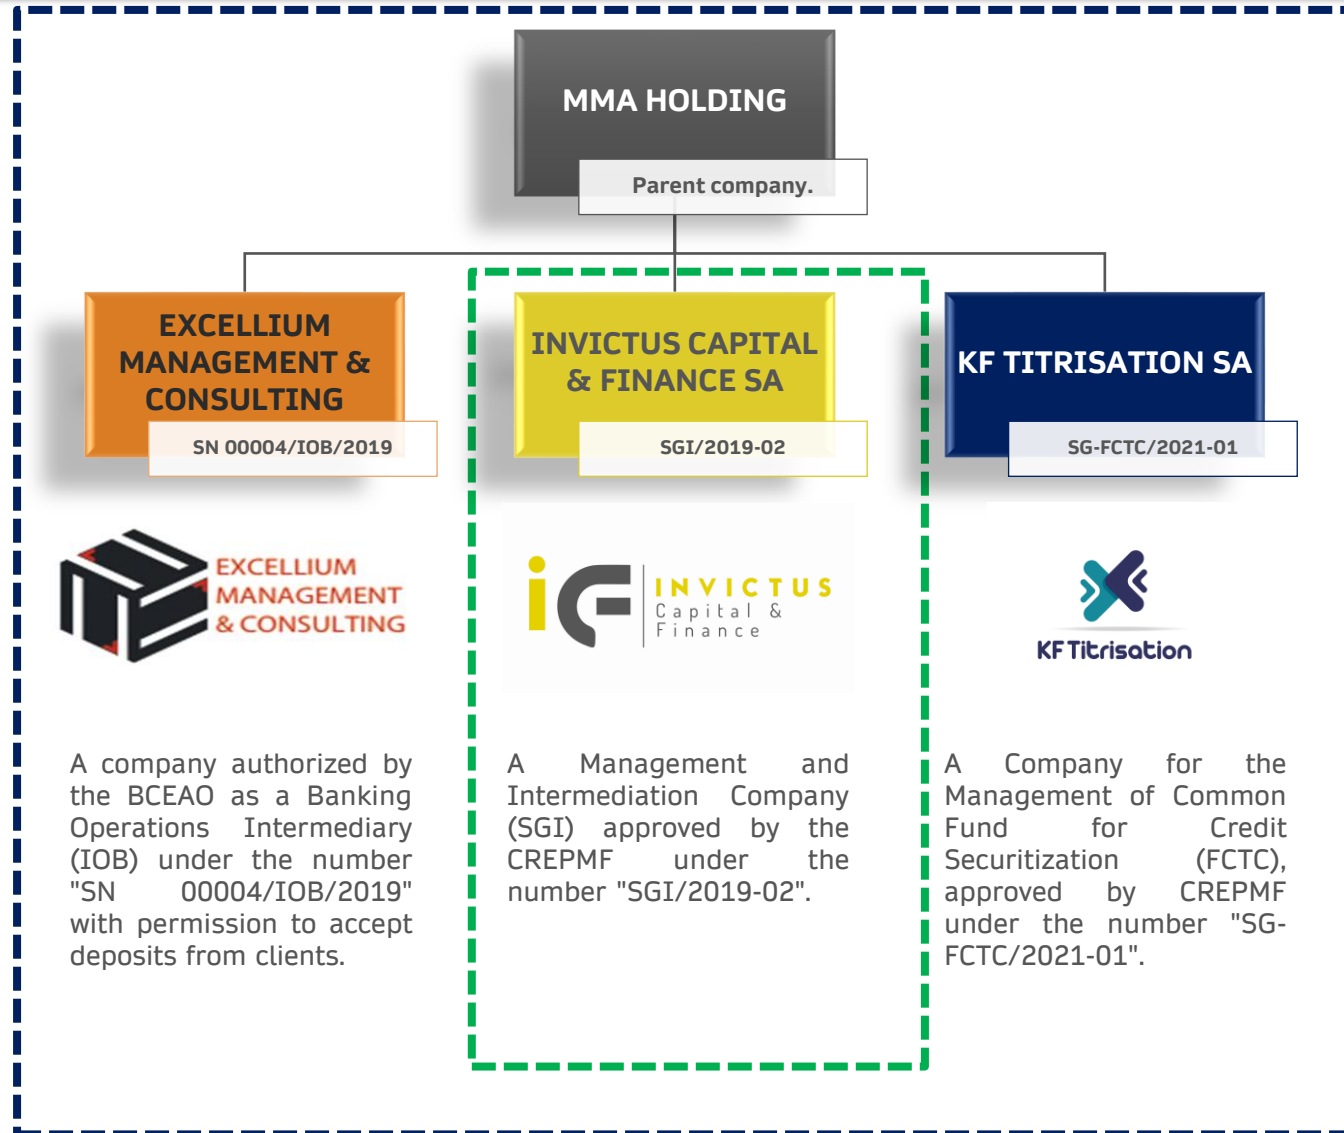 MMA HOLDING
Parent company.
EXCELLIUM
MANAGEMENT &
CONSULTING
SN 00004/IOB/2019
INVICTUS CAPITAL
& FINANCE SA
SGI/2019-02
KF TITRISATION SA
SG-FCTC/2021-01
EXCELLIUM
MANAGEMENT
& CONSULTING
INVICTUS
Capital &
Finance
KF Titrisation
A company authorized by
the BCEAO as a Banking
Operations Intermediary
(IOB) under the number
"SN 00004/IOB/2019"
with permission to accept
deposits from clients.
A Management and
Intermediation Company
(SGI) approved by the
CREPMF under the
number "SGI/2019-02".
A Company for the
Management of Common
Fund for Credit
Securitization (FCTC),
approved by CREPMF
under the number "SG-
FCTC/2021-01".